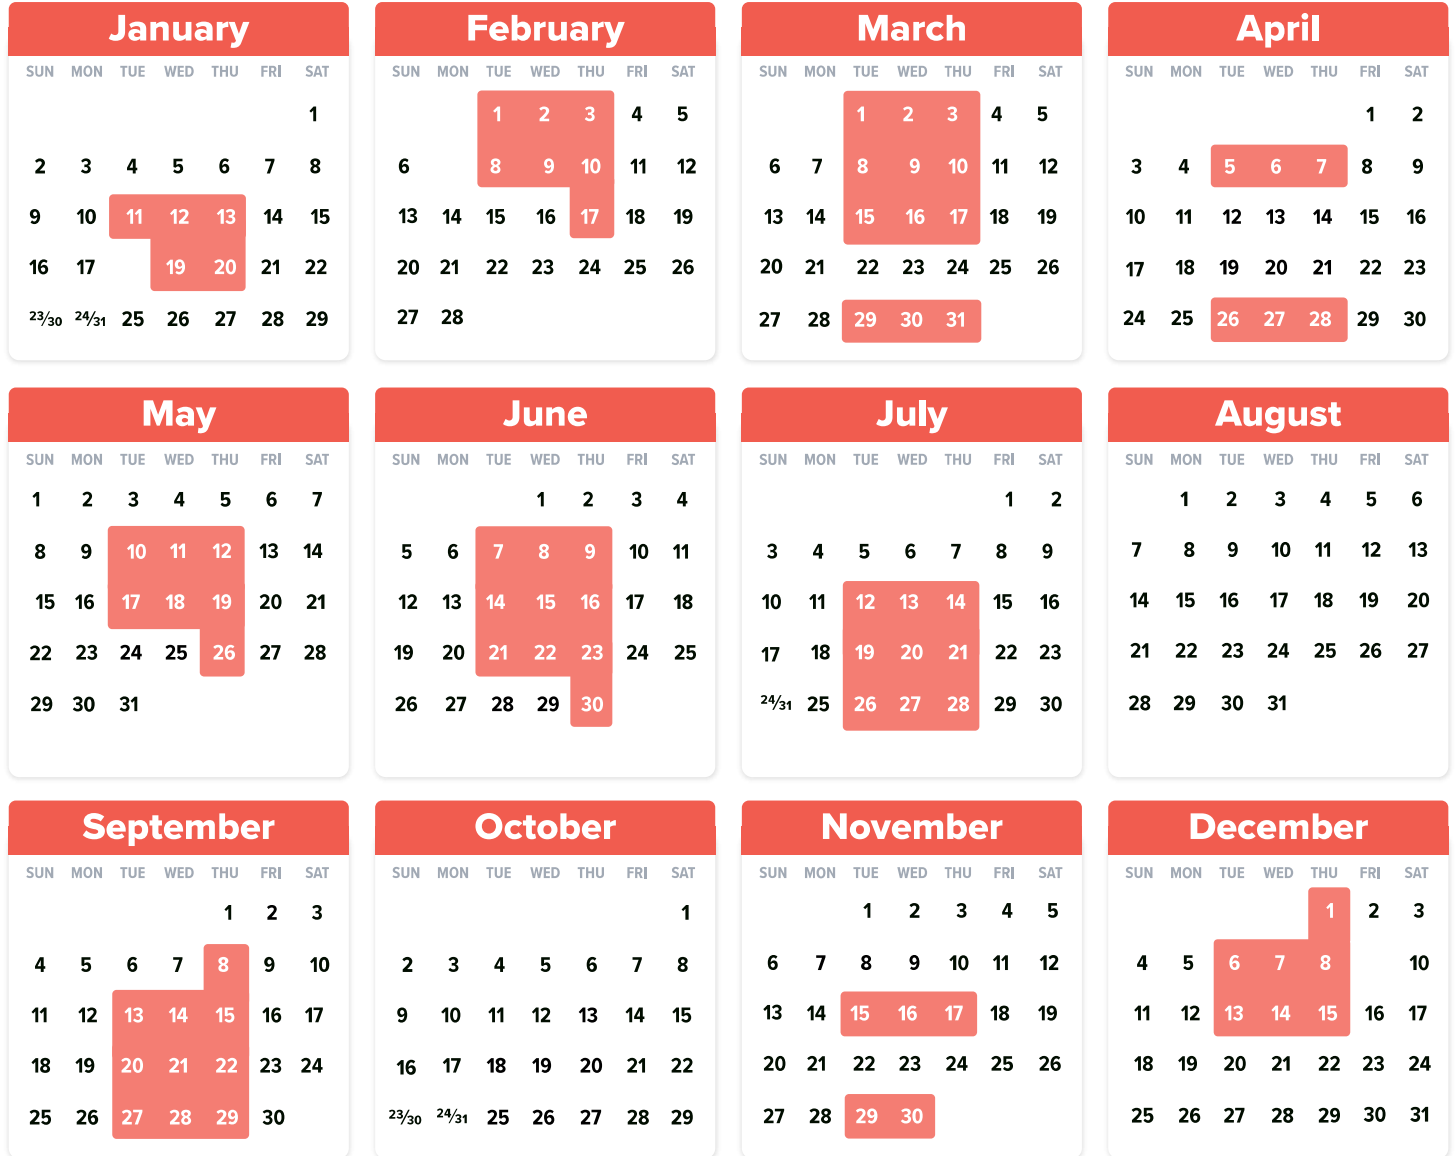 January February March April
SUN MON TUE WED THU FRI SAT SUN MON TUE WED THU FRI SAT SUN MON TUE WED THU FRI SAT SUN MON TUE WED THU FRI SAT
1 1 2 3 4 5 1 2 3 4 5 1 2
2 3 4 5 6 7 8 6 8 9 10 11 12 6 7 8 9 10 11 12 3 4 5 6 7 8 9
9 10 11 12 13 14 15 13 14 15 16 17 18 19 13 14 15 16 17 18 19 10 11 12 13 14 15 16
16 17 19 20 21 22 20 21 22 23 24 25 26 20 21 22 23 24 25 26 17 18 19 20 21 22 23
23/30 24/31 25 26 27 28 29 27 28 27 28 29 30 31 24 25 26 27 28 29 30
May June July August
SUN MON TUE WED THU FRI SAT SUN MON TUE WED THU FRI SAT SUN MON TUE WED THU FRI SAT SUN MON TUE WED THU FRI SAT
1 2 3 4 5 6 7 1 2 3 4 1 2 1 2 3 4 5 6
8 9 10 11 12 13 14 5 6 7 8 9 10 11 3 4 5 6 7 8 9 7 8 9 10 11 12 13
15 16 17 18 19 20 21 12 13 14 15 16 17 18 10 11 12 13 14 15 16 14 15 16 17 18 19 20
22 23 24 25 26 27 28 19 20 21 22 23 24 25 17 18 19 20 21 22 23 21 22 23 24 25 26 27
29 30 31 26 27 28 29 30 24/31 25 26 27 28 29 30 28 29 30 31
September October November December
SUN MON TUE WED THU FRI SAT SUN MON TUE WED THU FRI SAT SUN MON TUE WED THU FRI SAT SUN MON TUE WED THU FRI SAT
1 2 3 1 1 2 3 4 5 1 2 3
4 5 6 7 8 9 10 2 3 4 5 6 7 8 6 7 8 9 10 11 12 4 5 6 7 8 10
11 12 13 14 15 16 17 9 10 11 12 13 14 15 13 14 15 16 17 18 19 11 12 13 14 15 16 17
18 19 20 21 22 23 24 16 17 18 19 20 21 22 20 21 22 23 24 25 26 18 19 20 21 22 23 24
25 26 27 28 29 30 23/30 24/31 25 26 27 28 29 27 28 29 30 25 26 27 28 29 30 31